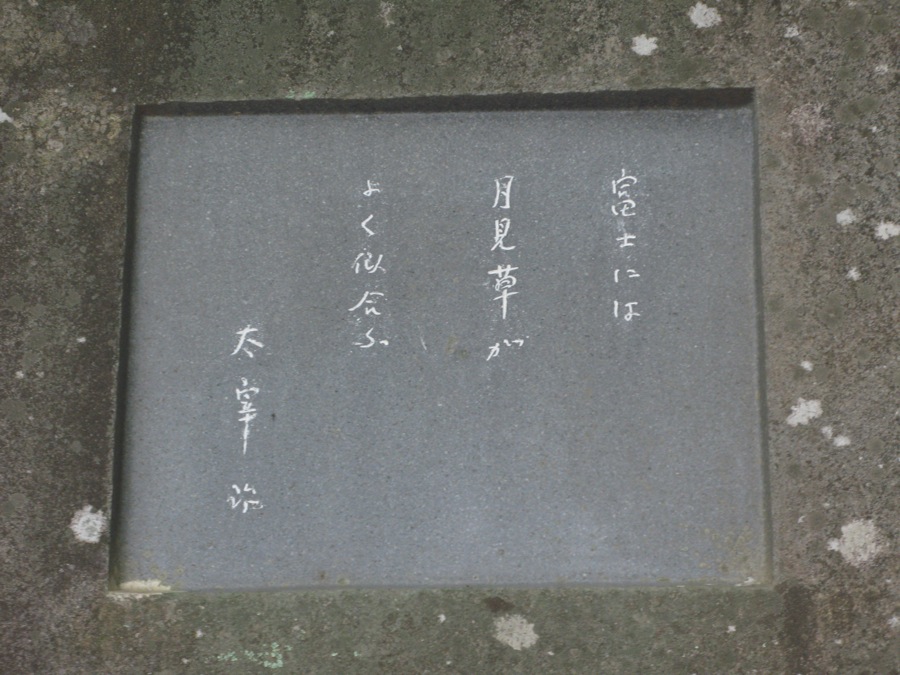 富士には
月見草が
よく似合ふ
太宰治